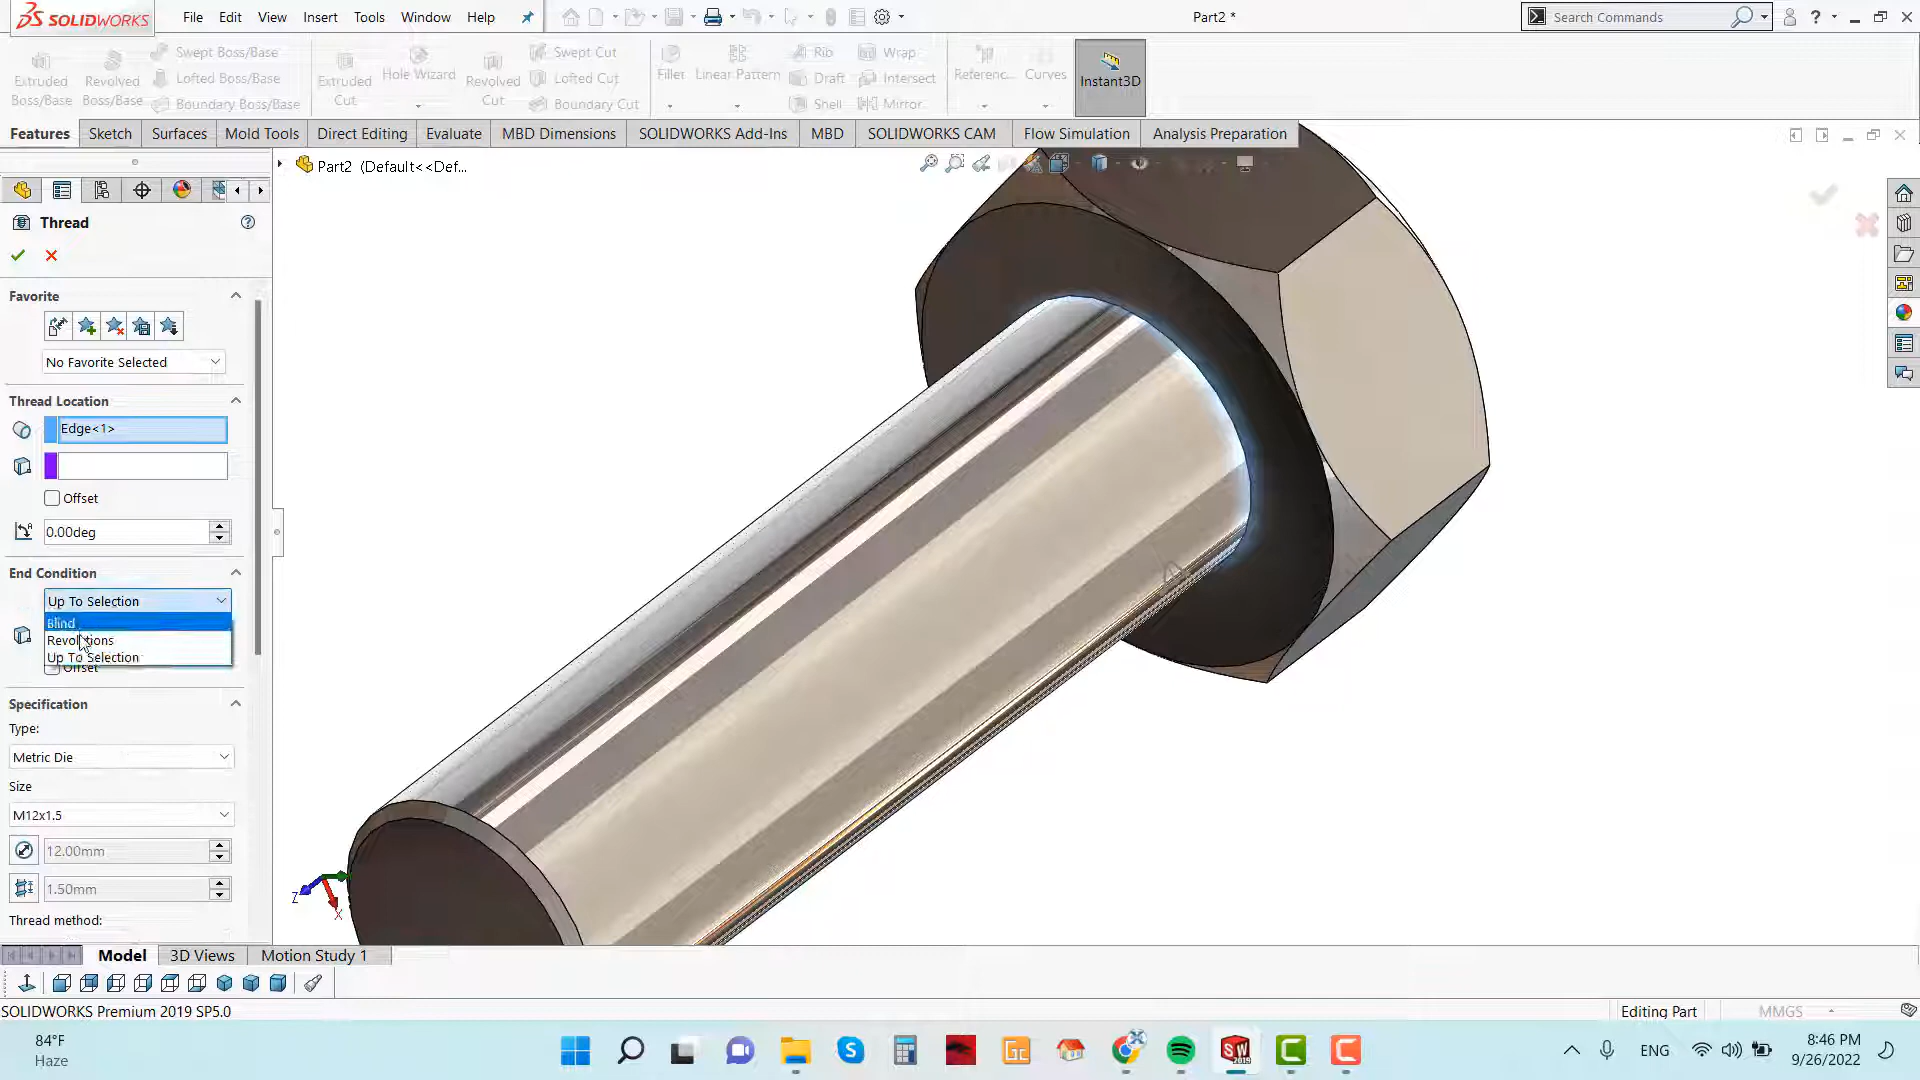 SOLIDWORKS File Edit View Insert Tools Window Help Part2 * Search Commands
Extruded Boss/Base
Revolved Boss/Base
Swept Boss/Base
Lofted Boss/Base
Boundary Boss/Base
Extruded Cut
Hole Wizard
Revolved Cut
Swept Cut
Lofted Cut
Boundary Cut
Fillet
Linear Pattern
Rib
Draft
Shell
Wrap
Intersect
Mirror
Referenc...
Curves
Instant3D
Features Sketch Surfaces Mold Tools Direct Editing Evaluate MBD Dimensions SOLIDWORKS Add-Ins MBD SOLIDWORKS CAM Flow Simulation Analysis Preparation
Part2 (Default<<Def...
Thread
Favorite
No Favorite Selected
Thread Location
Edge<1>
Offset
0.00deg
End Condition
Up To Selection
Blind
Revolutions
Up To Selection
Offset
Specification
Type:
Metric Die
Size
M12x1.5
12.00mm
1.50mm
Thread method:
Z
X
Model 3D Views Motion Study 1
SOLIDWORKS Premium 2019 SP5.0 Editing Part MMGS
84°F
Haze
SW
2019
ENG
8:46 PM
9/26/2022